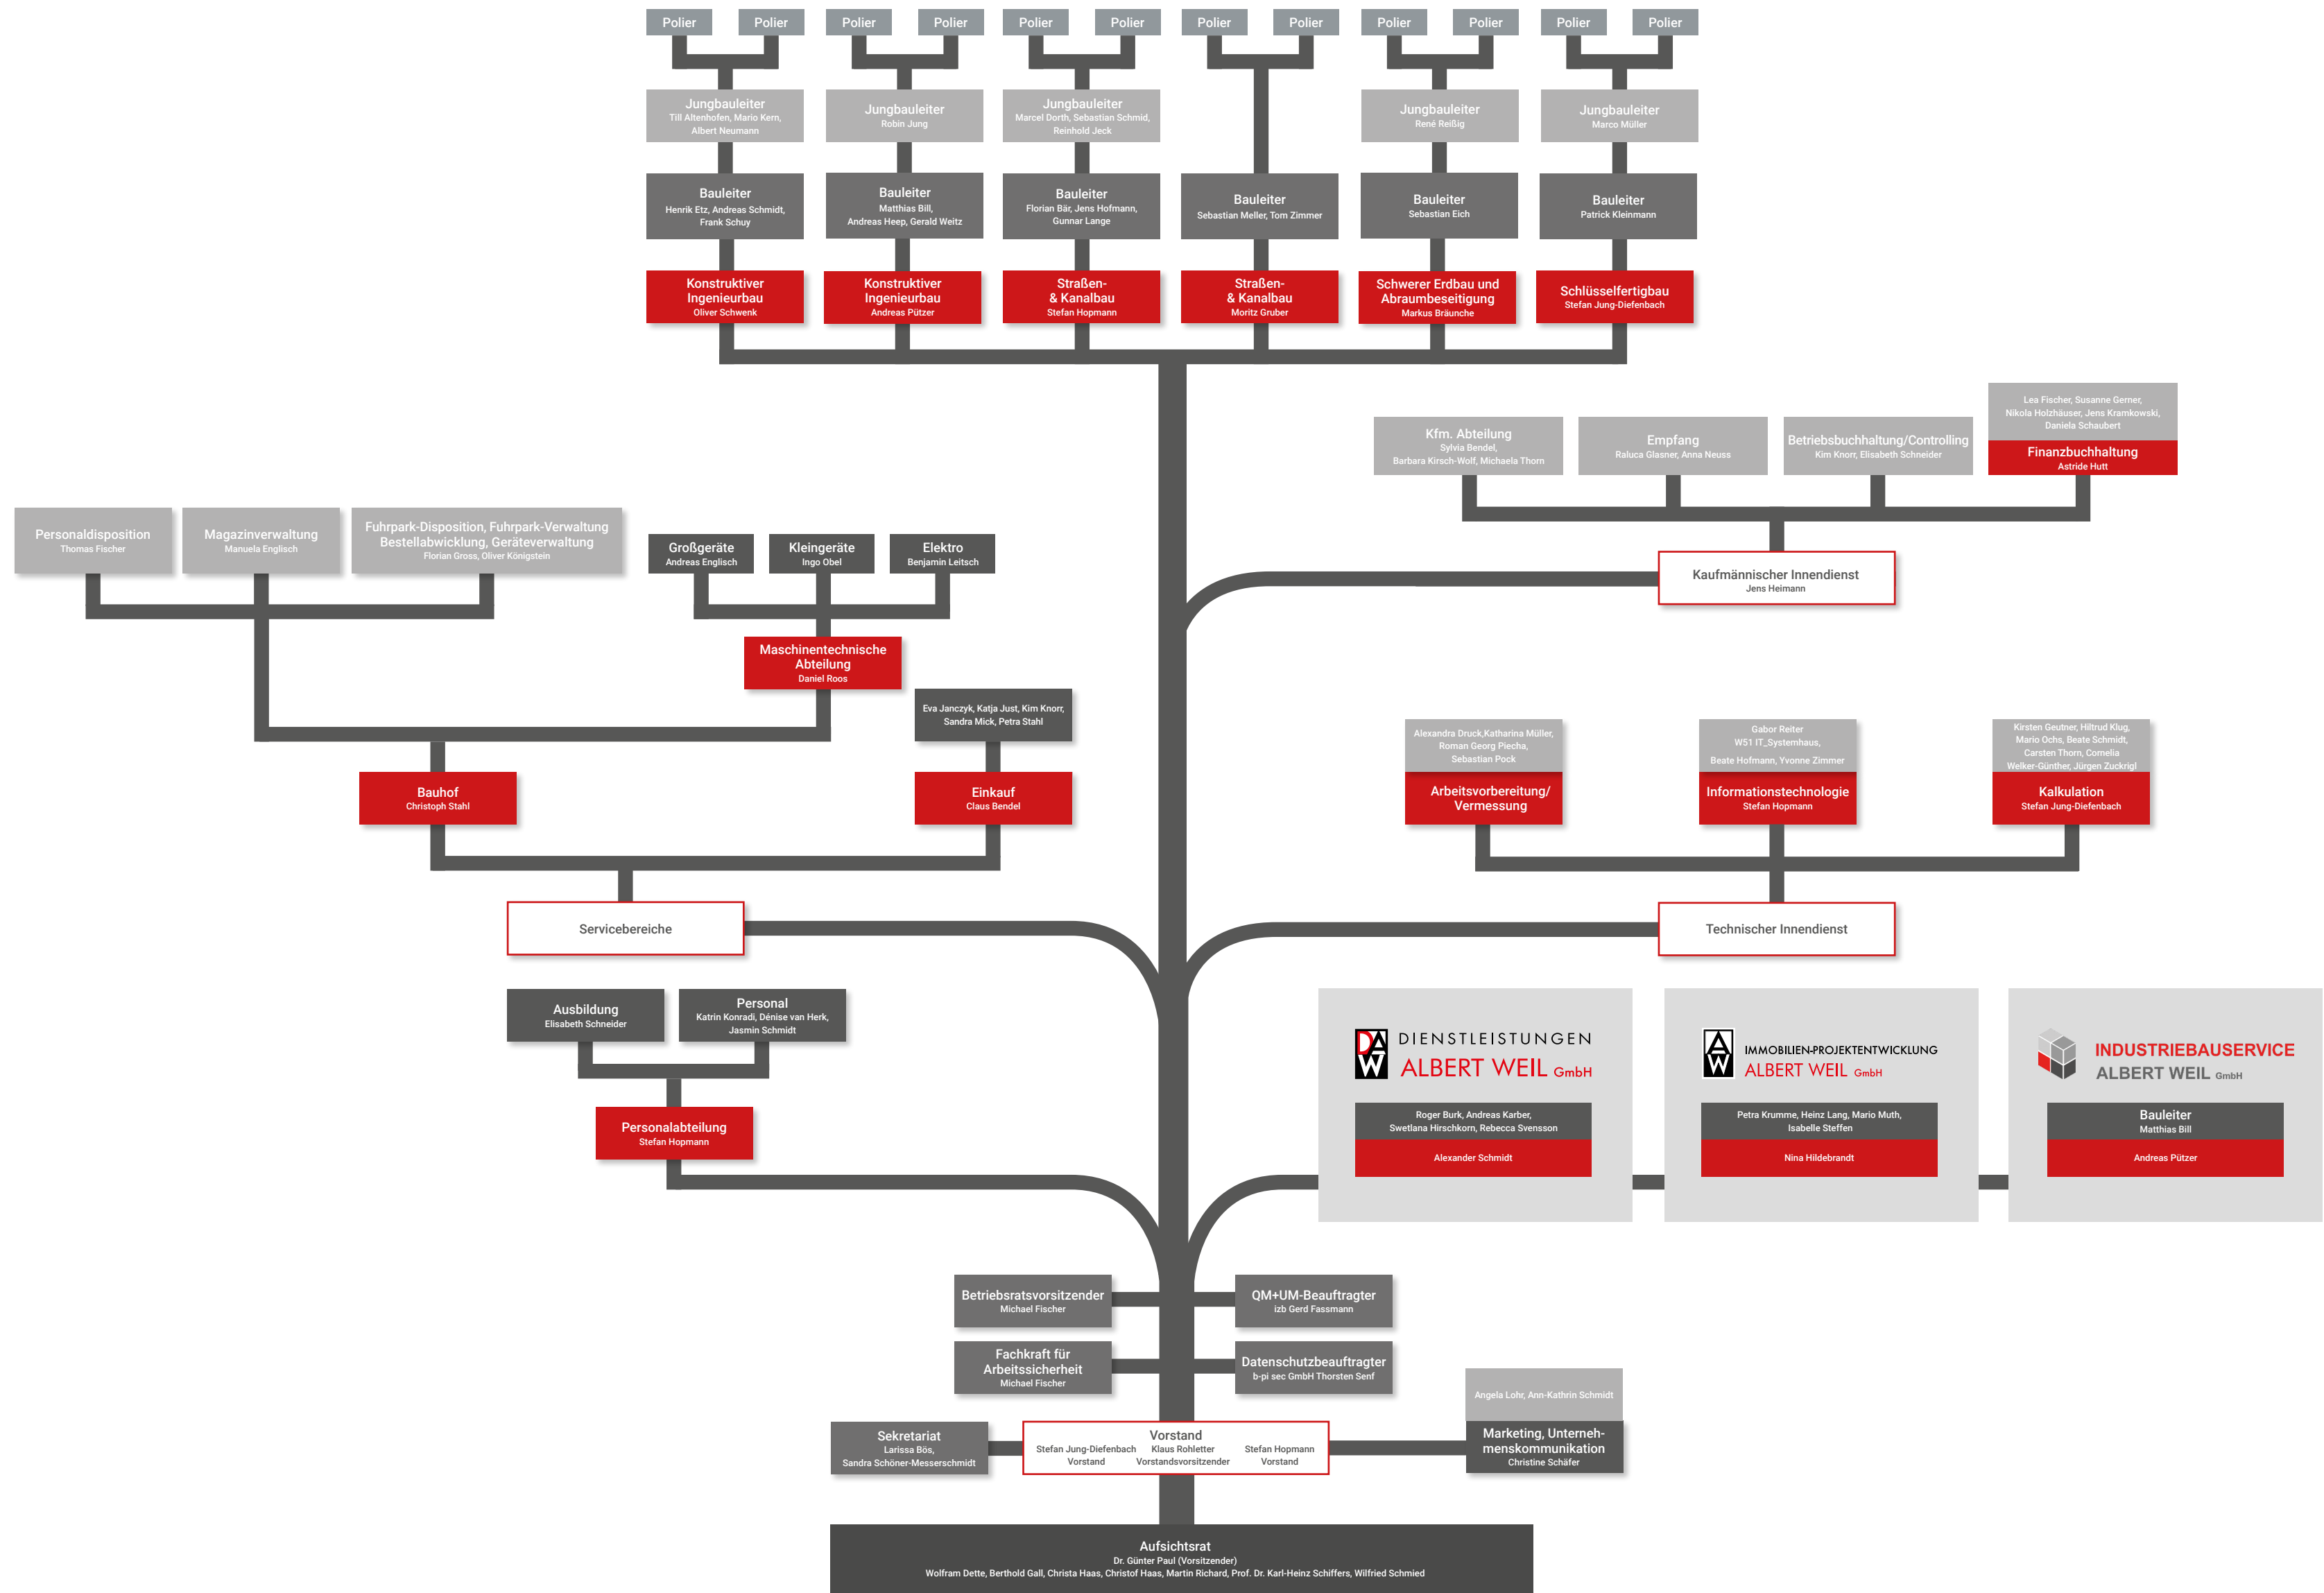 Polier
Polier
Polier
Polier
Polier
Polier
Polier
Polier
Polier
Polier
Polier
Polier
Jungbauleiter
Till Altenhofen, Mario Kern,
Albert Neumann
Jungbauleiter
Robin Jung
Jungbauleiter
Marcel Dorth, Sebastian Schmid,
Reinhold Jeck
Jungbauleiter
René Reißig
Jungbauleiter
Marco Müller
Bauleiter
Henrik Etz, Andreas Schmidt,
Frank Schuy
Bauleiter
Matthias Bill,
Andreas Heep, Gerald Weitz
Bauleiter
Florian Bär, Jens Hofmann,
Gunnar Lange
Bauleiter
Sebastian Meller, Tom Zimmer
Bauleiter
Sebastian Eich
Bauleiter
Patrick Kleinmann
Konstruktiver
Ingenieurbau
Oliver Schwenk
Konstruktiver
Ingenieurbau
Andreas Pützer
Straßen-
& Kanalbau
Stefan Hopmann
Straßen-
& Kanalbau
Moritz Gruber
Schwerer Erdbau und
Abraumbeseitigung
Markus Bräunche
Schlüsselfertigbau
Stefan Jung-Diefenbach
Kfm. Abteilung
Sylvia Bendel,
Barbara Kirsch-Wolf, Michaela Thorn
Empfang
Raluca Glasner, Anna Neuss
Betriebsbuchhaltung/Controlling
Kim Knorr, Elisabeth Schneider
Lea Fischer, Susanne Gerner,
Nikola Holzhäuser, Jens Kramkowski,
Daniela Schaubert
Finanzbuchhaltung
Astride Hutt
Kaufmännischer Innendienst
Jens Heimann
Personaldisposition
Thomas Fischer
Magazinverwaltung
Manuela Englisch
Fuhrpark-Disposition, Fuhrpark-Verwaltung
Bestellabwicklung, Geräteverwaltung
Florian Gross, Oliver Königstein
Großgeräte
Andreas Englisch
Kleingeräte
Ingo Obel
Elektro
Benjamin Leitsch
Maschinentechnische
Abteilung
Daniel Roos
Eva Janczyk, Katja Just, Kim Knorr,
Sandra Mick, Petra Stahl
Bauhof
Christoph Stahl
Einkauf
Claus Bendel
Servicebereiche
Alexandra Druck,Katharina Müller,
Roman Georg Piecha,
Sebastian Pock
Arbeitsvorbereitung/
Vermessung
Gabor Reiter
W51 IT_Systemhaus,
Beate Hofmann, Yvonne Zimmer
Informationstechnologie
Stefan Hopmann
Kirsten Geutner, Hiltrud Klug,
Mario Ochs, Beate Schmidt,
Carsten Thorn, Cornelia
Welker-Günther, Jürgen Zuckrigl
Kalkulation
Stefan Jung-Diefenbach
Technischer Innendienst
Ausbildung
Elisabeth Schneider
Personal
Katrin Konradi, Dénise van Herk,
Jasmin Schmidt
Personalabteilung
Stefan Hopmann
DAW
DIENSTLEISTUNGEN
ALBERT WEIL GmbH
Roger Burk, Andreas Karber,
Swetlana Hirschkorn, Rebecca Svensson
Alexander Schmidt
AW
IMMOBILIEN-PROJEKTENTWICKLUNG
ALBERT WEIL GmbH
Petra Krumme, Heinz Lang, Mario Muth,
Isabelle Steffen
Nina Hildebrandt
INDUSTRIEBAUSERVICE
ALBERT WEIL GmbH
Bauleiter
Matthias Bill
Andreas Pützer
Betriebsratsvorsitzender
Michael Fischer
QM+UM-Beauftragter
izb Gerd Fassmann
Fachkraft für
Arbeitssicherheit
Michael Fischer
Datenschutzbeauftragter
b-pi sec GmbH Thorsten Senf
Sekretariat
Larissa Bös,
Sandra Schöner-Messerschmidt
Vorstand
Stefan Jung-Diefenbach
Vorstand
Klaus Rohletter
Vorstandsvorsitzender
Stefan Hopmann
Vorstand
Angela Lohr, Ann-Kathrin Schmidt
Marketing, Unterneh-
menskommunikation
Christine Schäfer
Aufsichtsrat
Dr. Günter Paul (Vorsitzender)
Wolfram Dette, Berthold Gall, Christa Haas, Christof Haas, Martin Richard, Prof. Dr. Karl-Heinz Schiffers, Wilfried Schmied